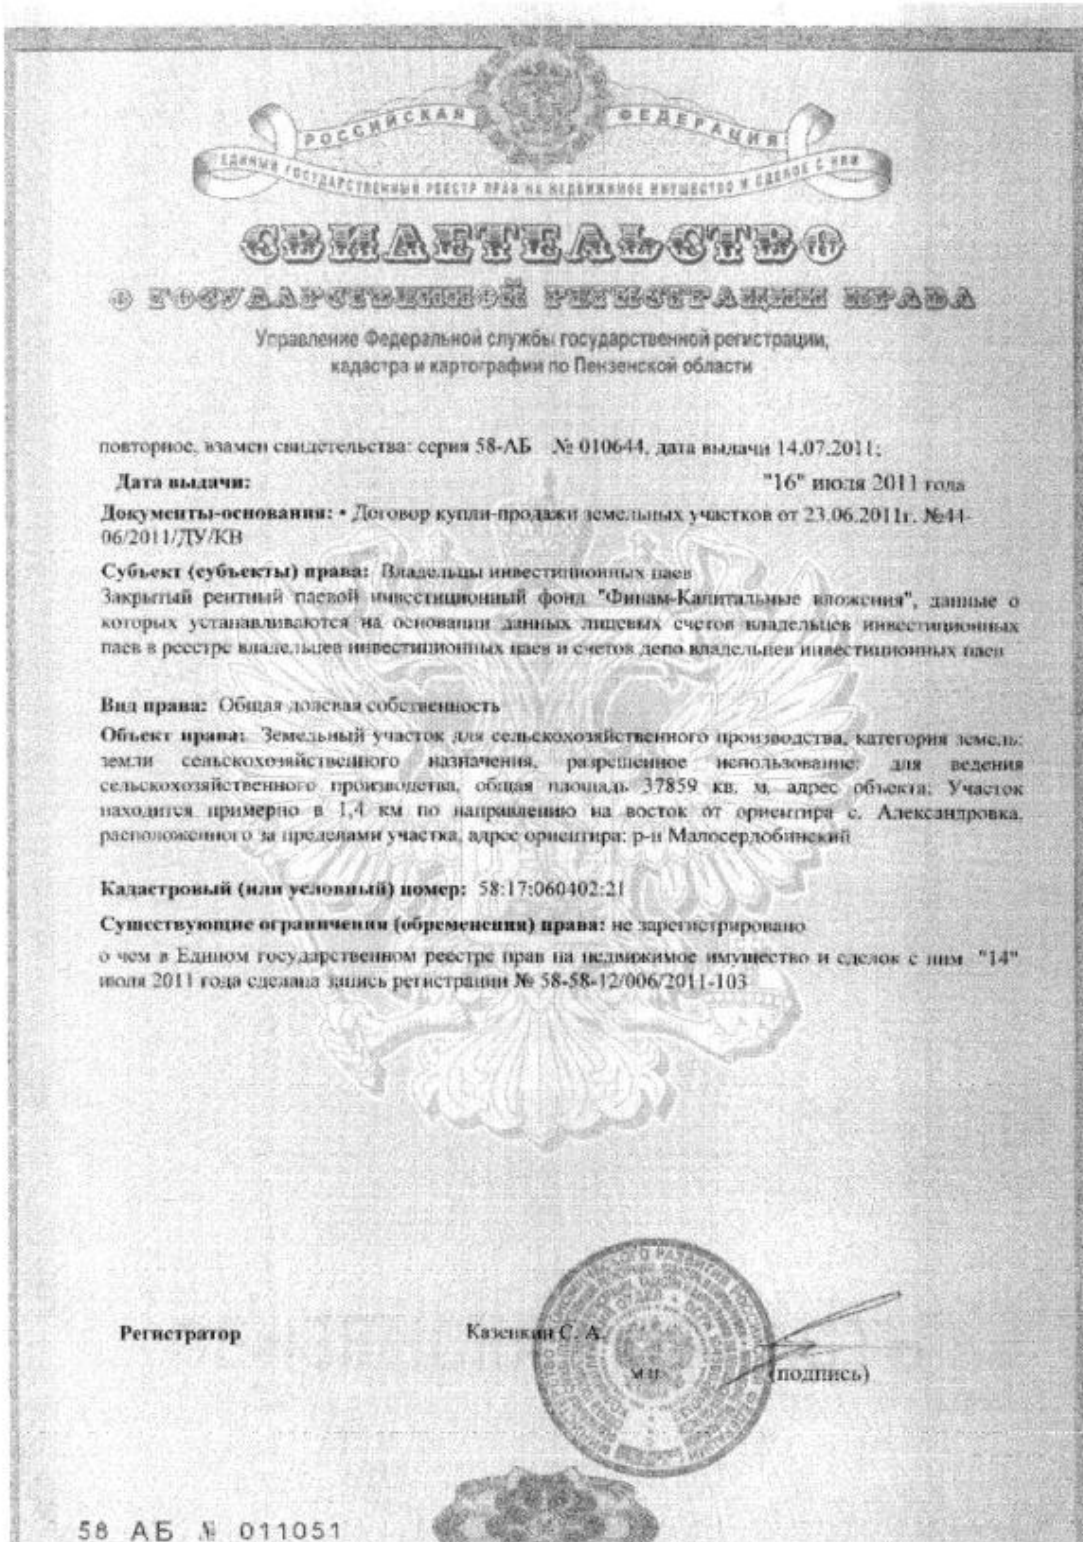 РОССИЙСКАЯ ФЕДЕРАЦИЯ
ЕДИНЫЙ ГОСУДАРСТВЕННЫЙ РЕЕСТР ПРАВ НА НЕДВИЖИМОЕ ИМУЩЕСТВО И СДЕЛОК С НИМ
СВИДЕТЕЛЬСТВО
О ГОСУДАРСТВЕННОЙ РЕГИСТРАЦИИ ПРАВА
Управление Федеральной службы государственной регистрации,
кадастра и картографии по Пензенской области
повторное, взамен свидетельства: серия 58-АБ № 010644, дата выдачи 14.07.2011;
Дата выдачи: "16" июля 2011 года
Документы-основания: • Договор купли-продажи земельных участков от 23.06.2011г. №44-
06/2011/ДУ/КВ
Субъект (субъекты) права: Владельцы инвестиционных паев
Закрытый рентный паевой инвестиционный фонд "Финам-Капитальные вложения", данные о
которых устанавливаются на основании данных лицевых счетов владельцев инвестиционных
паев в реестре владельцев инвестиционных паев и счетов депо владельцев инвестиционных паев
Вид права: Общая долевая собственность
Объект права: Земельный участок для сельскохозяйственного производства, категория земель:
земли сельскохозяйственного назначения, разрешенное использование: для ведения
сельскохозяйственного производства, общая площадь 37859 кв. м, адрес объекта: Участок
находится примерно в 1,4 км по направлению на восток от ориентира с. Александровка,
расположенного за пределами участка, адрес ориентира: р-н Малосердобинский
Кадастровый (или условный) номер: 58:17:060402:21
Существующие ограничения (обременения) права: не зарегистрировано
о чем в Едином государственном реестре прав на недвижимое имущество и сделок с ним "14"
июля 2011 года сделана запись регистрации № 58-58-12/006/2011-103
Регистратор Казенкин С. А.
м.п. (подпись)
58 АБ № 011051